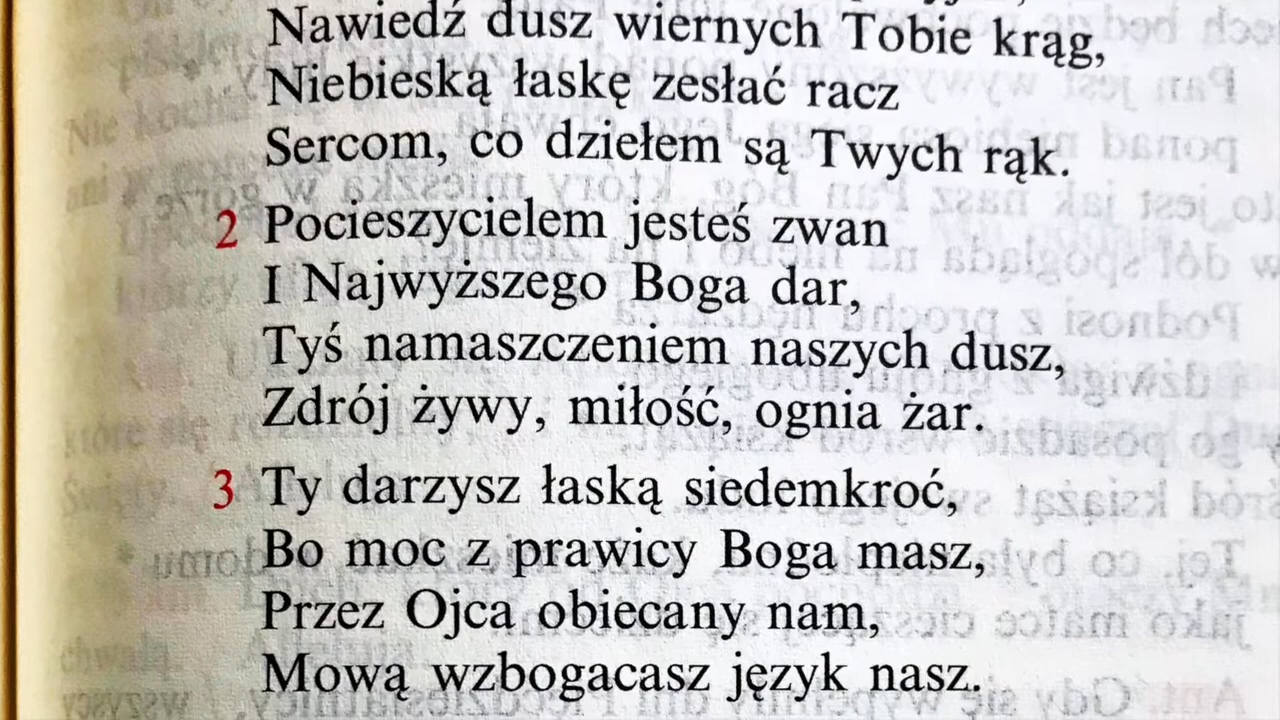 Nawiedź dusz wiernych Tobie krąg,
Niebieską łaskę zesłać racz
Sercom, co dziełem są Twych rąk.
2 Pocieszycielem jesteś zwan
I Najwyższego Boga dar,
Tyś namaszczeniem naszych dusz,
Zdrój żywy, miłość, ognia żar.
3 Ty darzysz łaską siedemkroć,
Bo moc z prawicy Boga masz,
Przez Ojca obiecany nam,
Mową wzbogacasz język nasz.